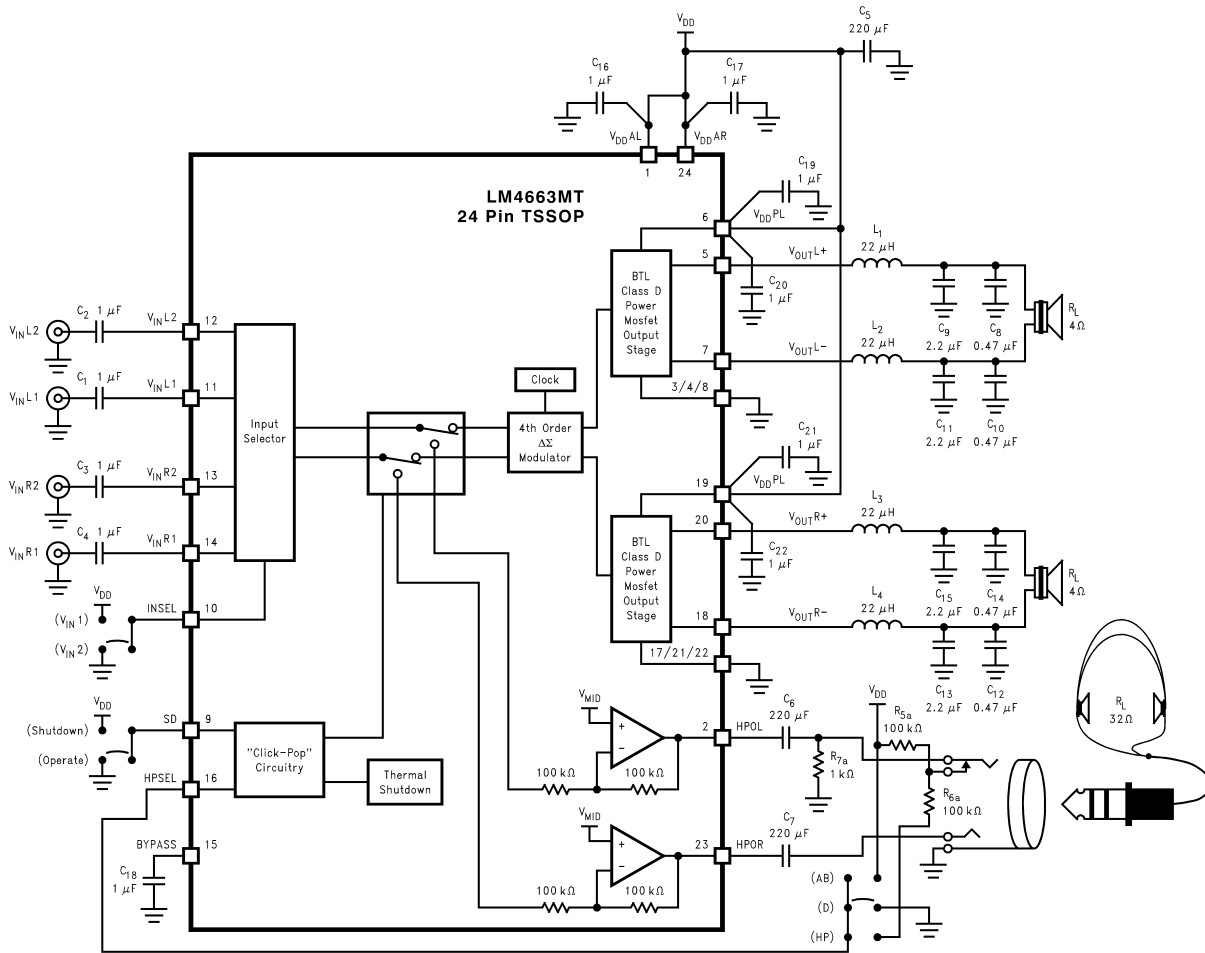 V_DD
C_5
220 μF
C_16
1 μF
C_17
1 μF
V_DD AL
V_DD AR
1
24
LM4663MT
24 Pin TSSOP
C_19
1 μF
6
V_DD PL
5
V_OUT L+
L_1
22 μH
BTL
Class D
Power
Mosfet
Output
Stage
C_20
1 μF
C_9
2.2 μF
C_8
0.47 μF
R_L
4Ω
7
V_OUT L-
L_2
22 μH
3/4/8
C_11
2.2 μF
C_10
0.47 μF
V_IN L2
C_2 1 μF
V_IN L2
12
V_IN L1
C_1 1 μF
V_IN L1
11
Input
Selector
Clock
4th Order
ΔΣ
Modulator
V_IN R2
C_3 1 μF
V_IN R2
13
V_IN R1
C_4 1 μF
V_IN R1
14
C_21
1 μF
19
V_DD PL
20
V_OUT R+
L_3
22 μH
BTL
Class D
Power
Mosfet
Output
Stage
C_22
1 μF
C_15
2.2 μF
C_14
0.47 μF
R_L
4Ω
18
V_OUT R-
L_4
22 μH
17/21/22
C_13
2.2 μF
C_12
0.47 μF
V_DD
(V_IN 1)
(V_IN 2)
INSEL
10
V_DD
(Shutdown)
(Operate)
SD
9
HPSEL
16
"Click-Pop"
Circuitry
Thermal
Shutdown
BYPASS
15
C_18
1 μF
V_MID
+
−
100 kΩ
100 kΩ
2
HPOL
C_6
220 μF
R_7a
1 kΩ
V_DD
R_5a
100 kΩ
R_6a
100 kΩ
R_L
32Ω
V_MID
+
−
100 kΩ
100 kΩ
23
HPOR
C_7
220 μF
(AB)
(D)
(HP)